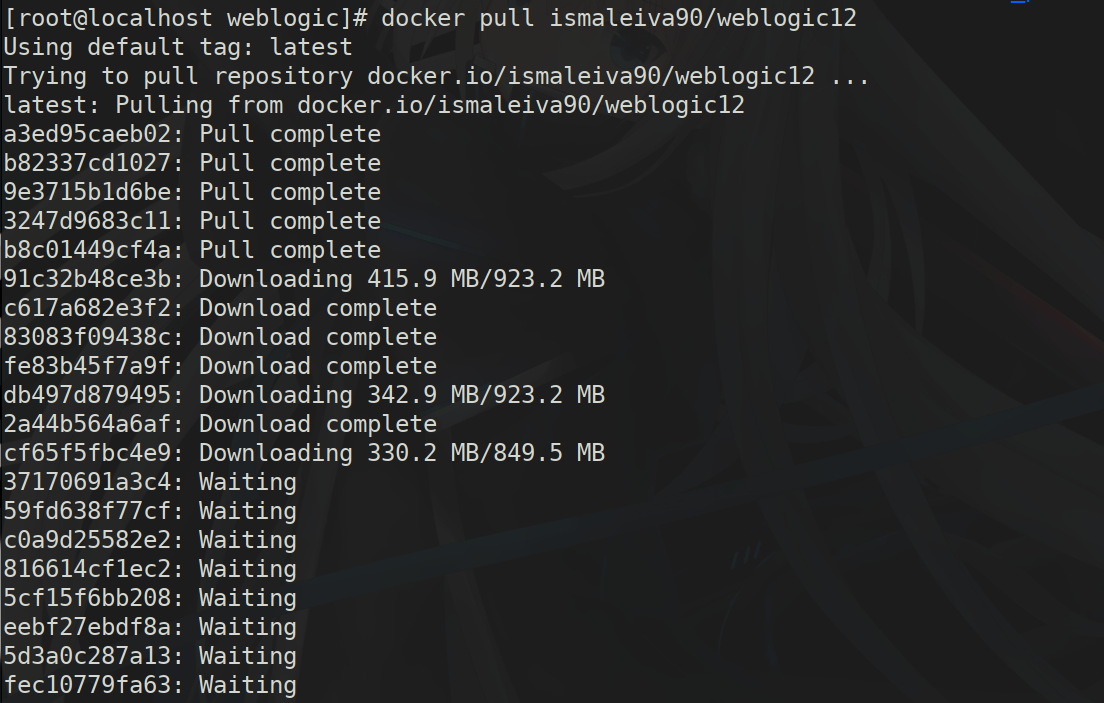 [root@localhost weblogic]# docker pull ismaleiva90/weblogic12
Using default tag: latest
Trying to pull repository docker.io/ismaleiva90/weblogic12 ...
latest: Pulling from docker.io/ismaleiva90/weblogic12
a3ed95caeb02: Pull complete
b82337cd1027: Pull complete
9e3715b1d6be: Pull complete
3247d9683c11: Pull complete
b8c01449cf4a: Pull complete
91c32b48ce3b: Downloading 415.9 MB/923.2 MB
c617a682e3f2: Download complete
83083f09438c: Download complete
fe83b45f7a9f: Download complete
db497d879495: Downloading 342.9 MB/923.2 MB
2a44b564a6af: Download complete
cf65f5fbc4e9: Downloading 330.2 MB/849.5 MB
37170691a3c4: Waiting
59fd638f77cf: Waiting
c0a9d25582e2: Waiting
816614cf1ec2: Waiting
5cf15f6bb208: Waiting
eebf27ebdf8a: Waiting
5d3a0c287a13: Waiting
fec10779fa63: Waiting